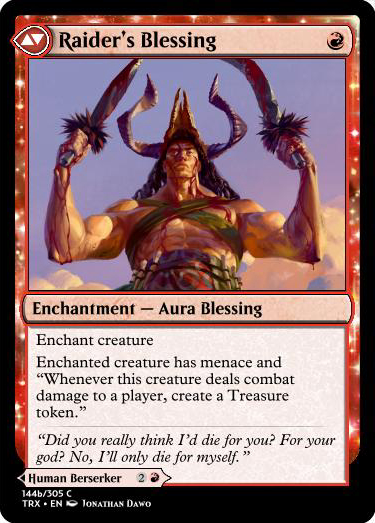 Raider's Blessing
Enchantment — Aura Blessing
Enchant creature
Enchanted creature has menace and
“Whenever this creature deals combat
damage to a player, create a Treasure
token.”
“Did you really think I'd die for you? For your
god? No, I'll only die for myself.”
Human Berserker 2
144b/305 C
TRX • EN Jonathan Dawo